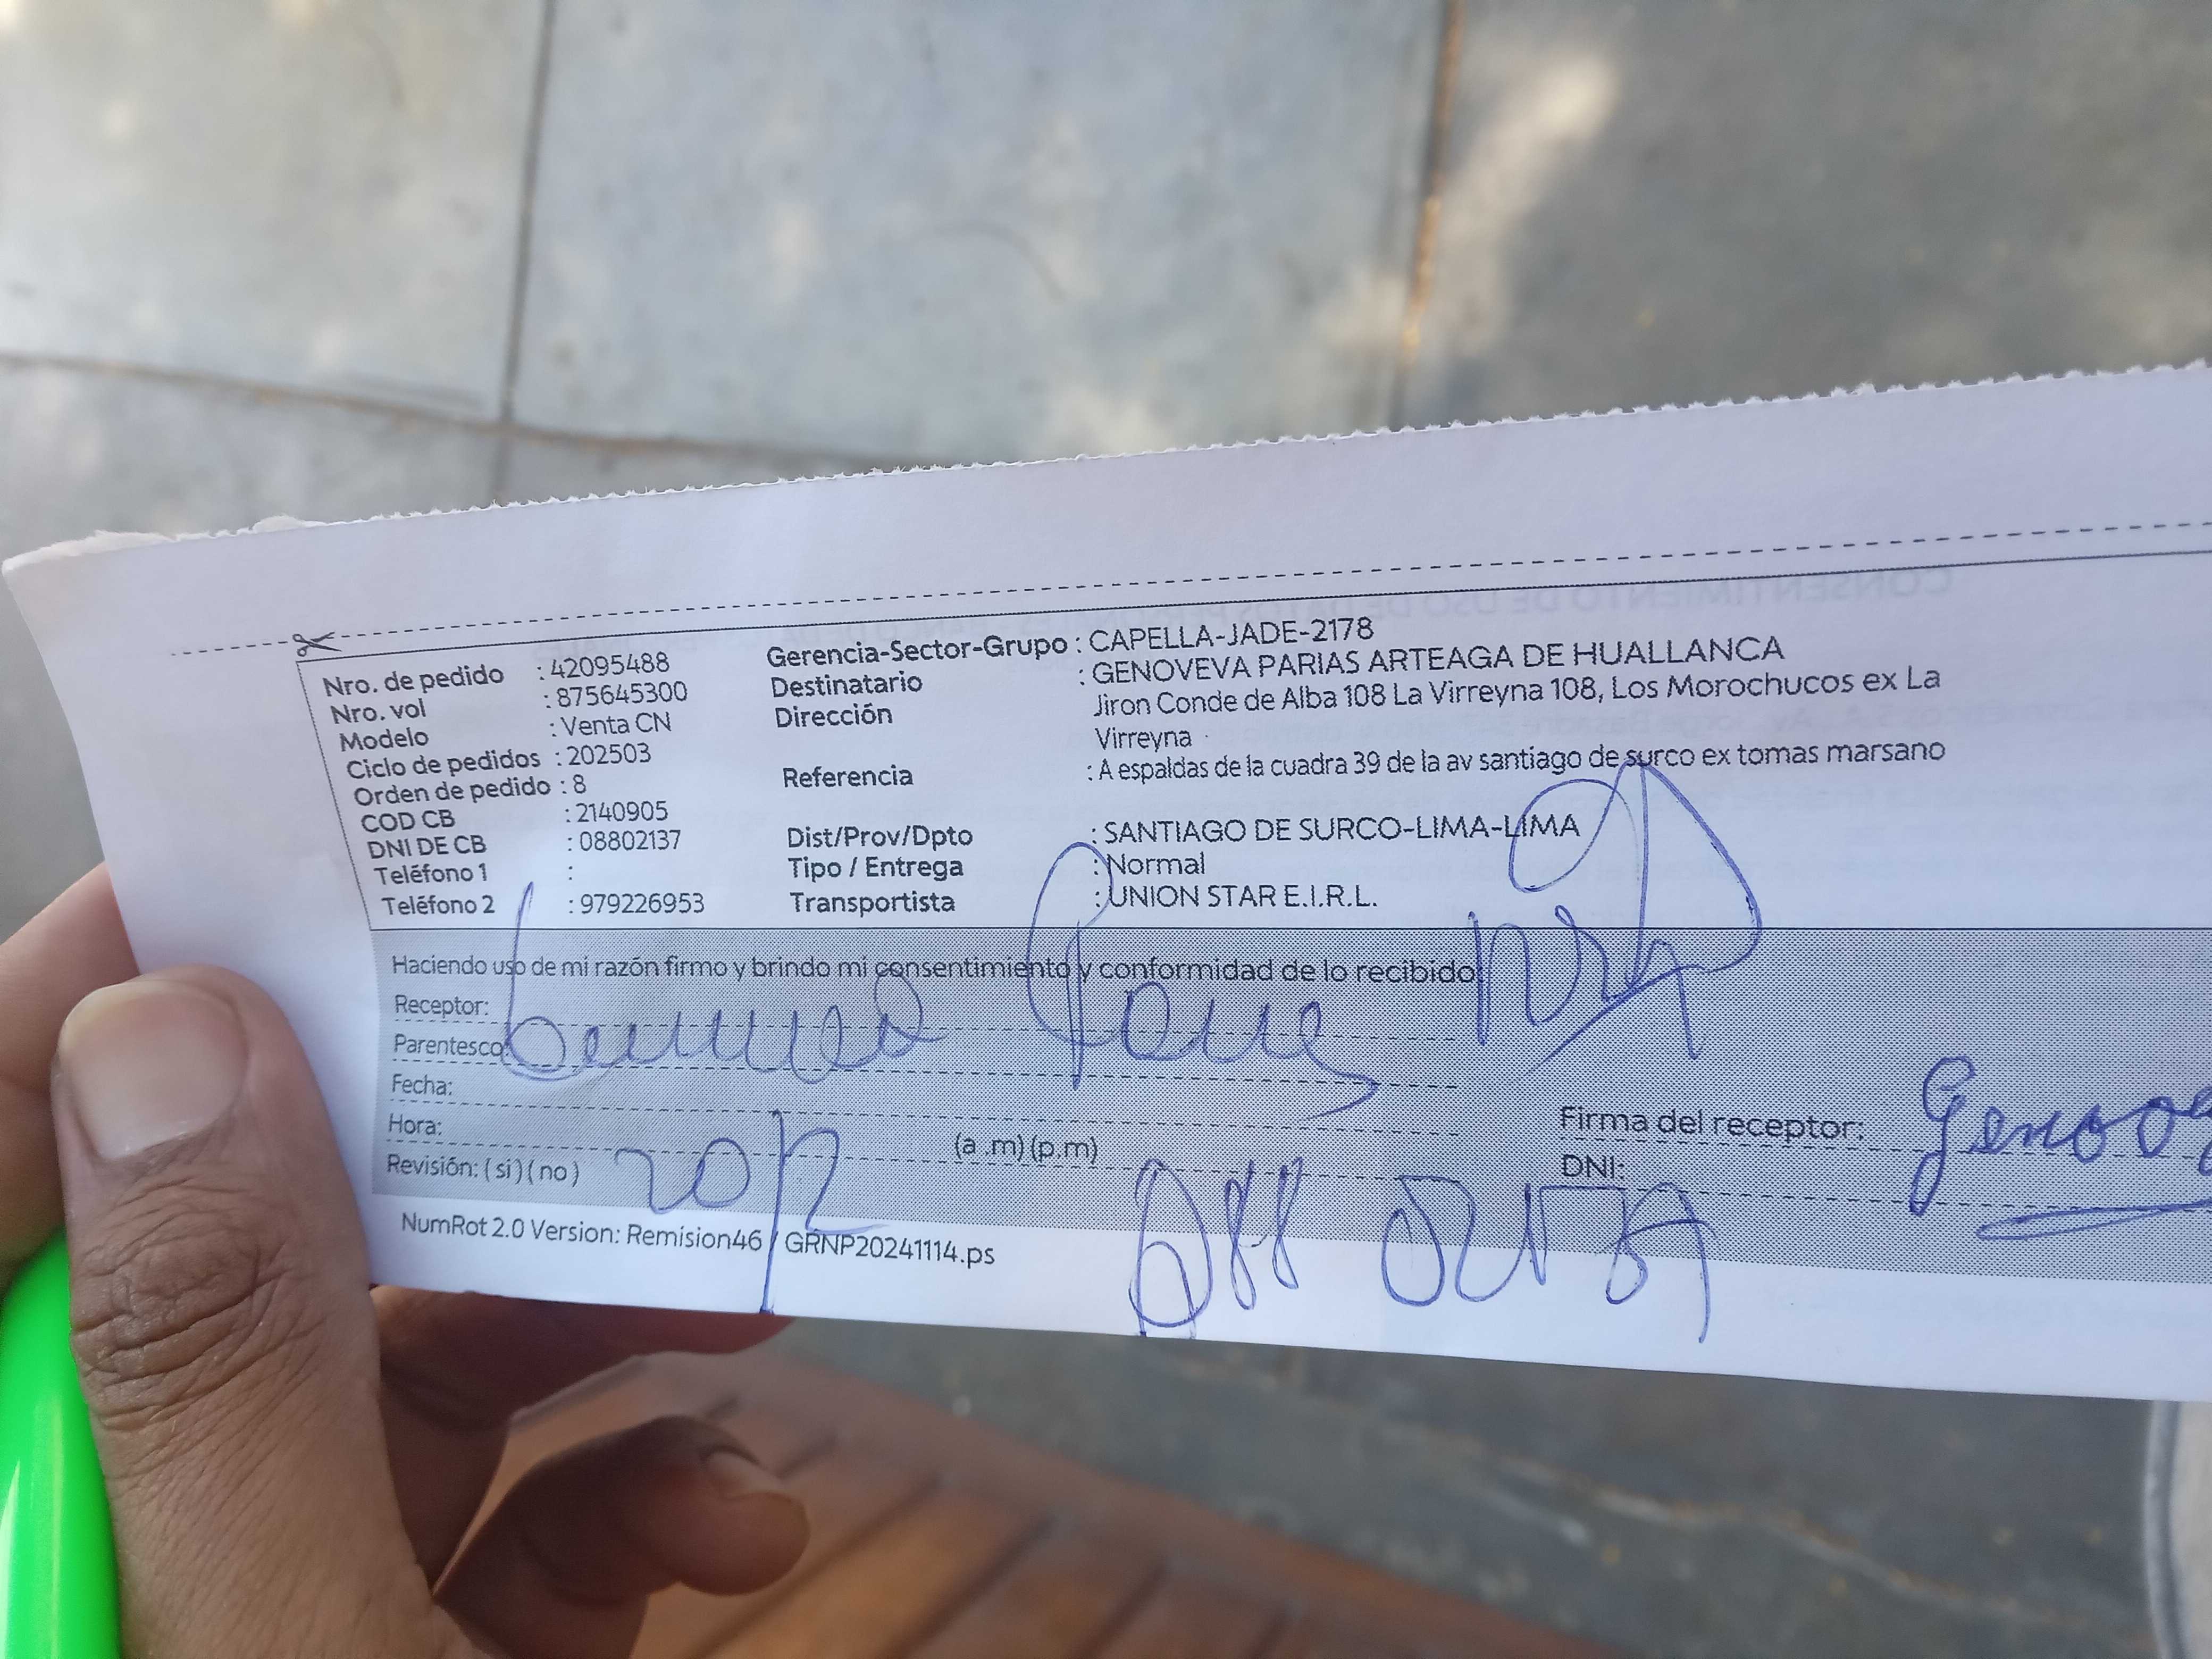 Nro. de pedido : 42095488
Nro. vol : 875645300
Modelo : Venta CN
Ciclo de pedidos : 202503
Orden de pedido : 8
COD CB : 2140905
DNI DE CB : 08802137
Teléfono 1 :
Teléfono 2 : 979226953
Gerencia-Sector-Grupo : CAPELLA-JADE-2178
Destinatario : GENOVEVA PARIAS ARTEAGA DE HUALLANCA
Dirección Jiron Conde de Alba 108 La Virreyna 108, Los Morochucos ex La
Virreyna
Referencia : A espaldas de la cuadra 39 de la av santiago de surco ex tomas marsano
Dist/Prov/Dpto : SANTIAGO DE SURCO-LIMA-LIMA
Tipo / Entrega : Normal
Transportista : UNION STAR E.I.R.L.
Haciendo uso de mi razón firmo y brindo mi consentimiento y conformidad de lo recibido
Receptor:
Parentesco:
Fecha:
Hora: (a .m) (p.m)
Revisión: ( si ) ( no )
20/2
Firma del receptor:
DNI:
NumRot 2.0 Version: Remision46 / GRNP20241114.ps